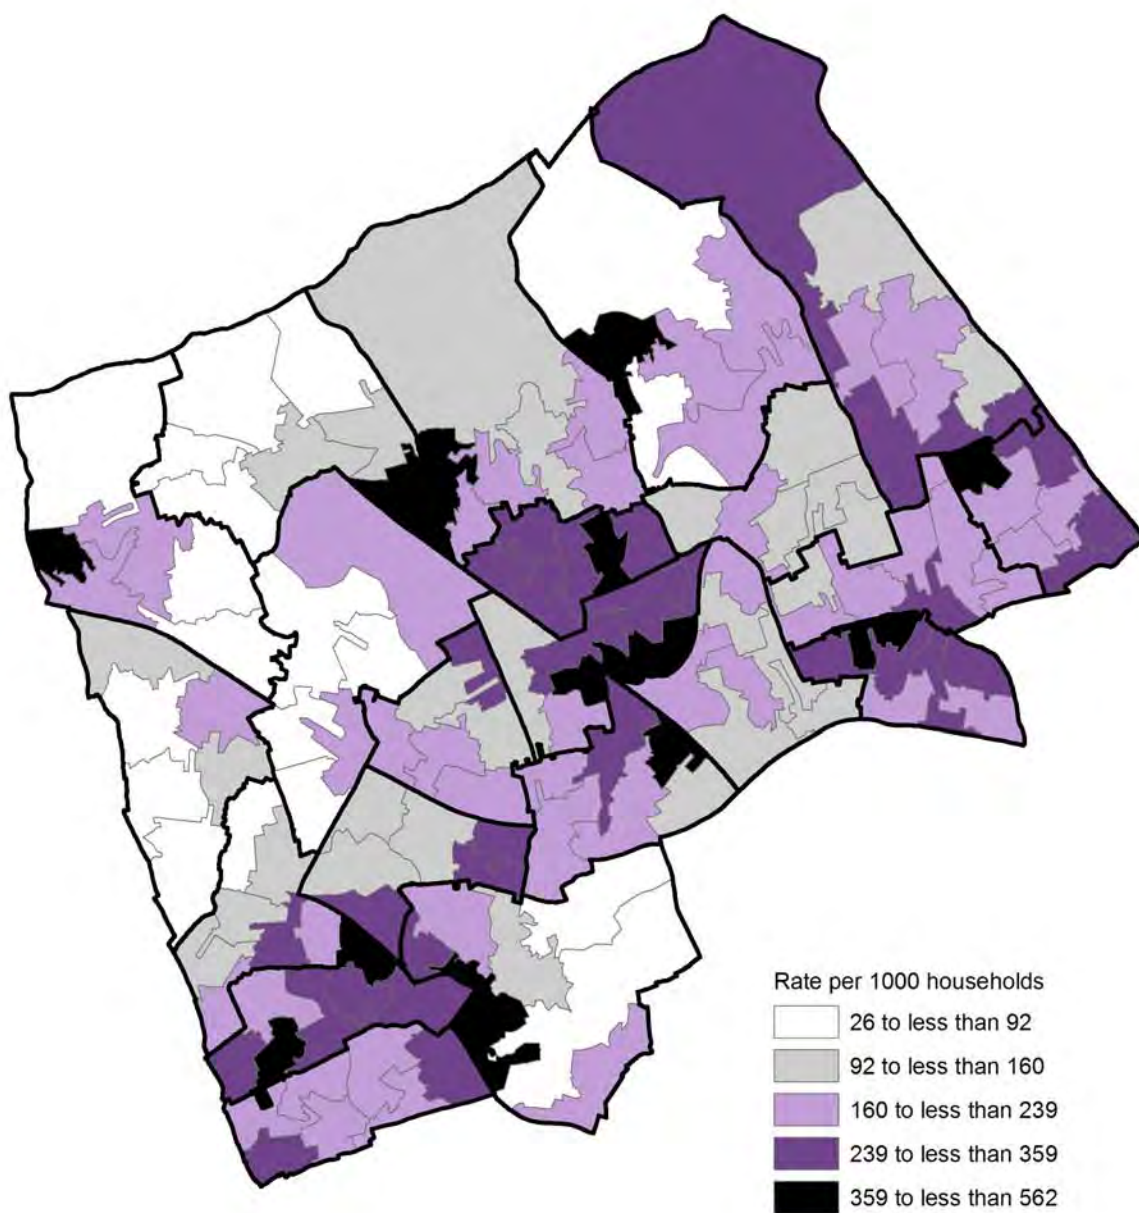 Rate per 1000 households
26 to less than 92
92 to less than 160
160 to less than 239
239 to less than 359
359 to less than 562